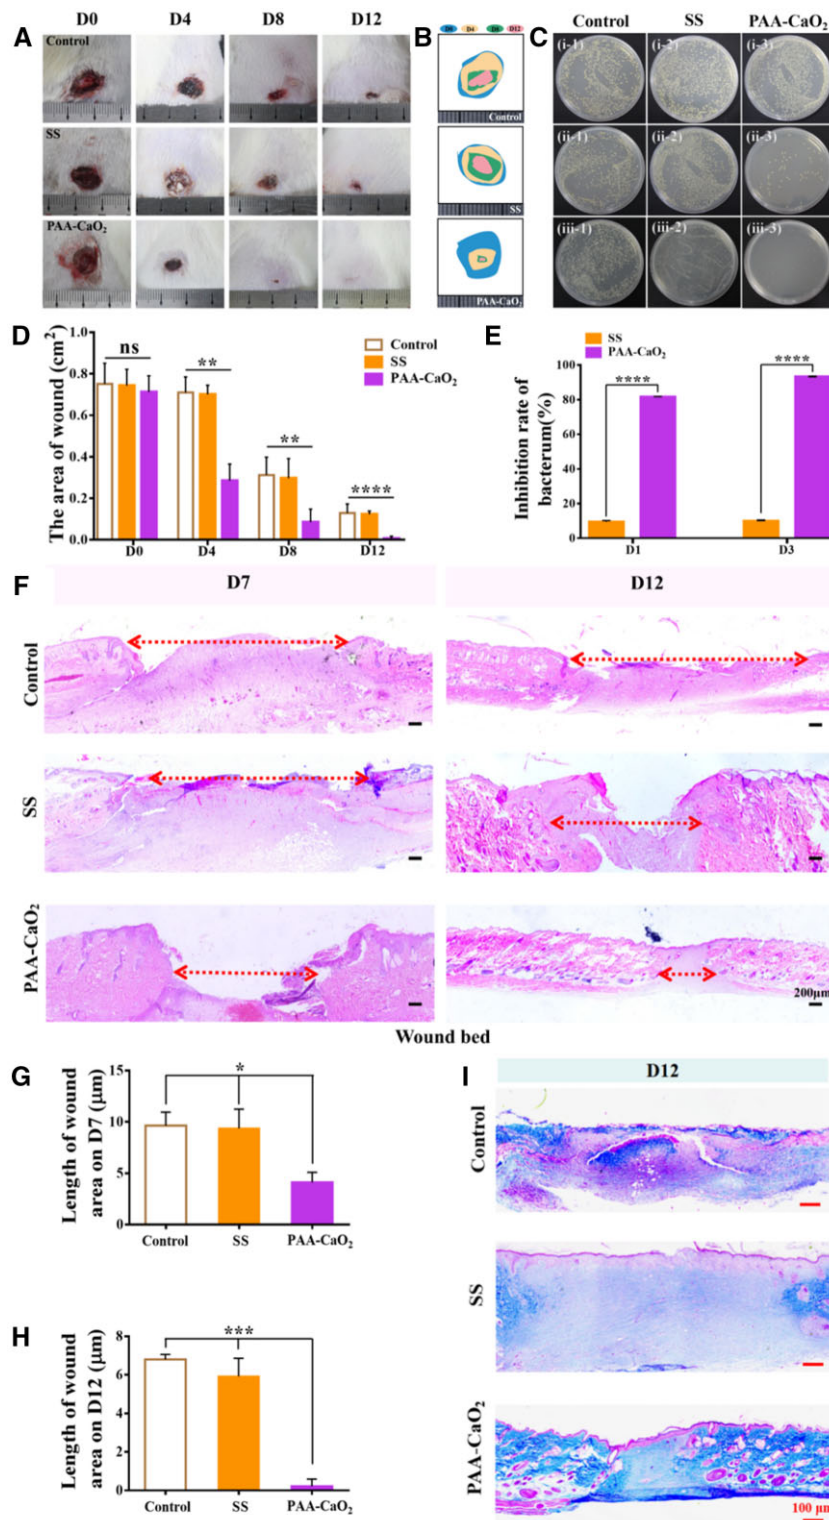 D0 D4 D8 D12
A
Control
SS
PAA-CaO₂
B
D0 D4 D8 D12
Control
SS
PAA-CaO₂
C
Control SS PAA-CaO₂
(i-1) (i-2) (i-3)
(ii-1) (ii-2) (ii-3)
(iii-1) (iii-2) (iii-3)
D
The area of wound (cm²)
0.0
0.2
0.4
0.6
0.8
1.0
ns
**
**
****
Control
SS
PAA-CaO₂
D0 D4 D8 D12
E
SS
PAA-CaO₂
Inhibition rate of
bacterum(%)
100
80
60
40
20
0
****
****
D1 D3
F
D7 D12
Control
SS
PAA-CaO₂
200μm
Wound bed
G
Length of wound
area on D7 (μm)
15
10
5
0
*
Control SS PAA-CaO₂
H
Length of wound
area on D12 (μm)
8
6
4
2
0
***
Control SS PAA-CaO₂
I
D12
Control
SS
PAA-CaO₂
100 μm